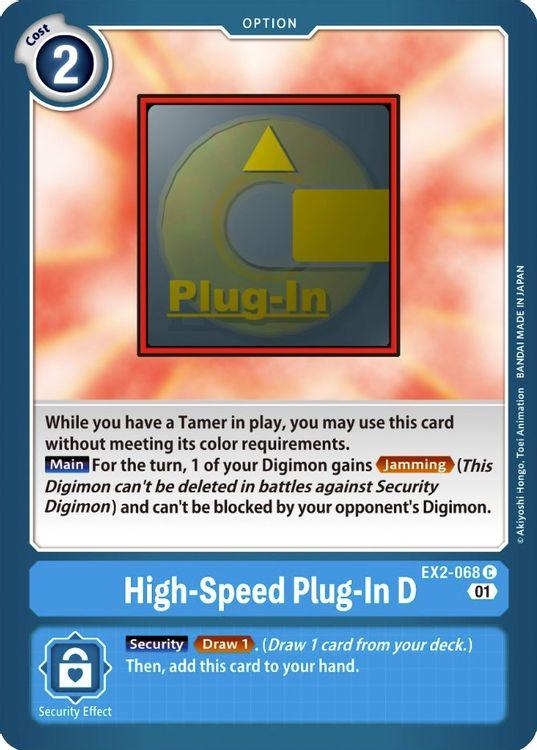 OPTION
Cost
2
Plug-In
While you have a Tamer in play, you may use this card
without meeting its color requirements.
Main For the turn, 1 of your Digimon gains Jamming (This
Digimon can't be deleted in battles against Security
Digimon) and can't be blocked by your opponent's Digimon.
©Akiyoshi Hongo, Toei Animation BANDAI MADE IN JAPAN
EX2-068 C
High-Speed Plug-In D
01
Security Draw 1. (Draw 1 card from your deck.)
Then, add this card to your hand.
Security Effect